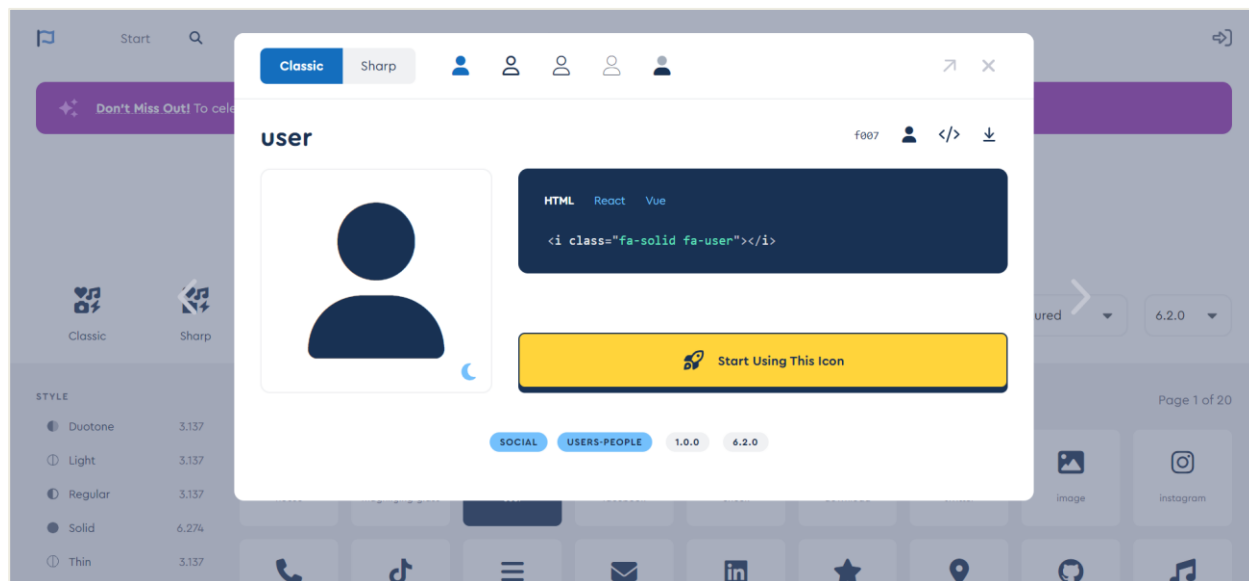 Start
Classic
Sharp
Don't Miss Out! To cele
user
f007
HTML React Vue
<i class="fa-solid fa-user"></i>
Classic
Sharp
ured
6.2.0
Start Using This Icon
STYLE
Page 1 of 20
Duotone 3.137
SOCIAL USERS-PEOPLE 1.0.0 6.2.0
Light 3.137
Regular 3.137
image
instagram
Solid 6.274
Thin 3.137